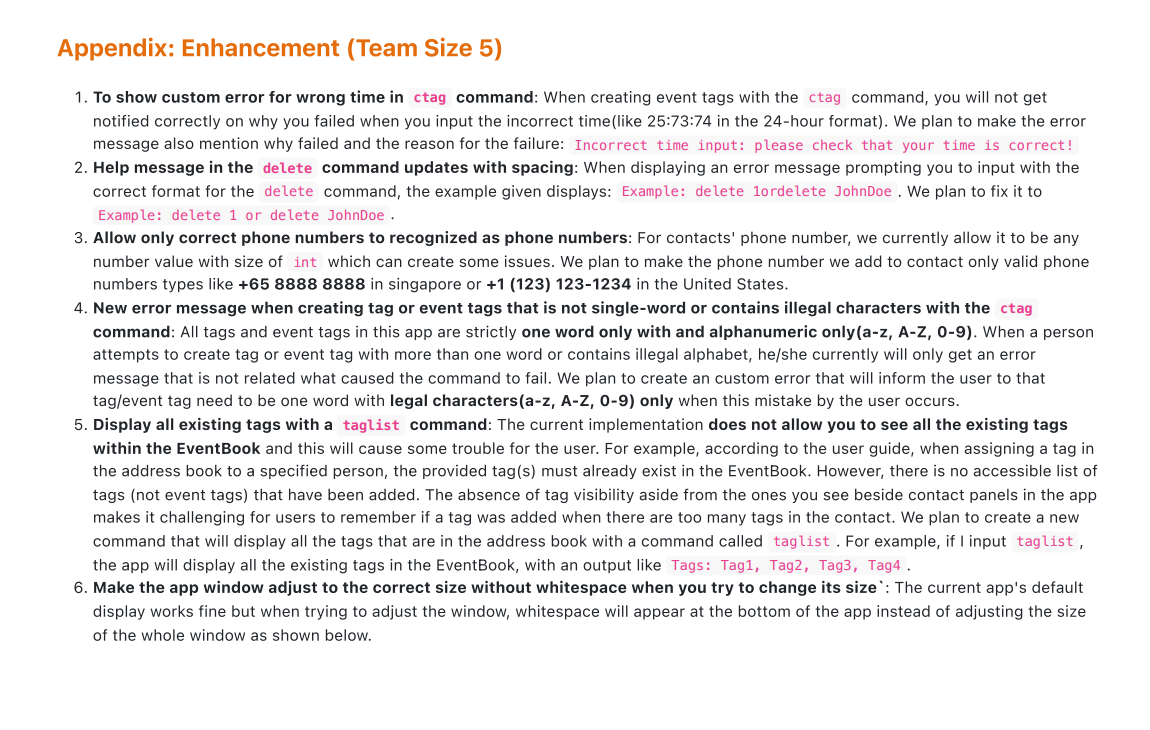 Appendix: Enhancement (Team Size 5)
1. To show custom error for wrong time in ctag command: When creating event tags with the ctag command, you will not get
notified correctly on why you failed when you input the incorrect time(like 25:73:74 in the 24-hour format). We plan to make the error
message also mention why failed and the reason for the failure: Incorrect time input: please check that your time is correct!
2. Help message in the delete command updates with spacing: When displaying an error message prompting you to input with the
correct format for the delete command, the example given displays: Example: delete 1ordelete JohnDoe. We plan to fix it to
Example: delete 1 or delete JohnDoe.
3. Allow only correct phone numbers to recognized as phone numbers: For contacts' phone number, we currently allow it to be any
number value with size of int which can create some issues. We plan to make the phone number we add to contact only valid phone
numbers types like +65 8888 8888 in singapore or +1 (123) 123-1234 in the United States.
4. New error message when creating tag or event tags that is not single-word or contains illegal characters with the ctag
command: All tags and event tags in this app are strictly one word only with and alphanumeric only(a-z, A-Z, 0-9). When a person
attempts to create tag or event tag with more than one word or contains illegal alphabet, he/she currently will only get an error
message that is not related what caused the command to fail. We plan to create an custom error that will inform the user to that
tag/event tag need to be one word with legal characters(a-z, A-Z, 0-9) only when this mistake by the user occurs.
5. Display all existing tags with a taglist command: The current implementation does not allow you to see all the existing tags
within the EventBook and this will cause some trouble for the user. For example, according to the user guide, when assigning a tag in
the address book to a specified person, the provided tag(s) must already exist in the EventBook. However, there is no accessible list of
tags (not event tags) that have been added. The absence of tag visibility aside from the ones you see beside contact panels in the app
makes it challenging for users to remember if a tag was added when there are too many tags in the contact. We plan to create a new
command that will display all the tags that are in the address book with a command called taglist. For example, if I input taglist,
the app will display all the existing tags in the EventBook, with an output like Tags: Tag1, Tag2, Tag3, Tag4.
6. Make the app window adjust to the correct size without whitespace when you try to change its size`: The current app's default
display works fine but when trying to adjust the window, whitespace will appear at the bottom of the app instead of adjusting the size
of the whole window as shown below.